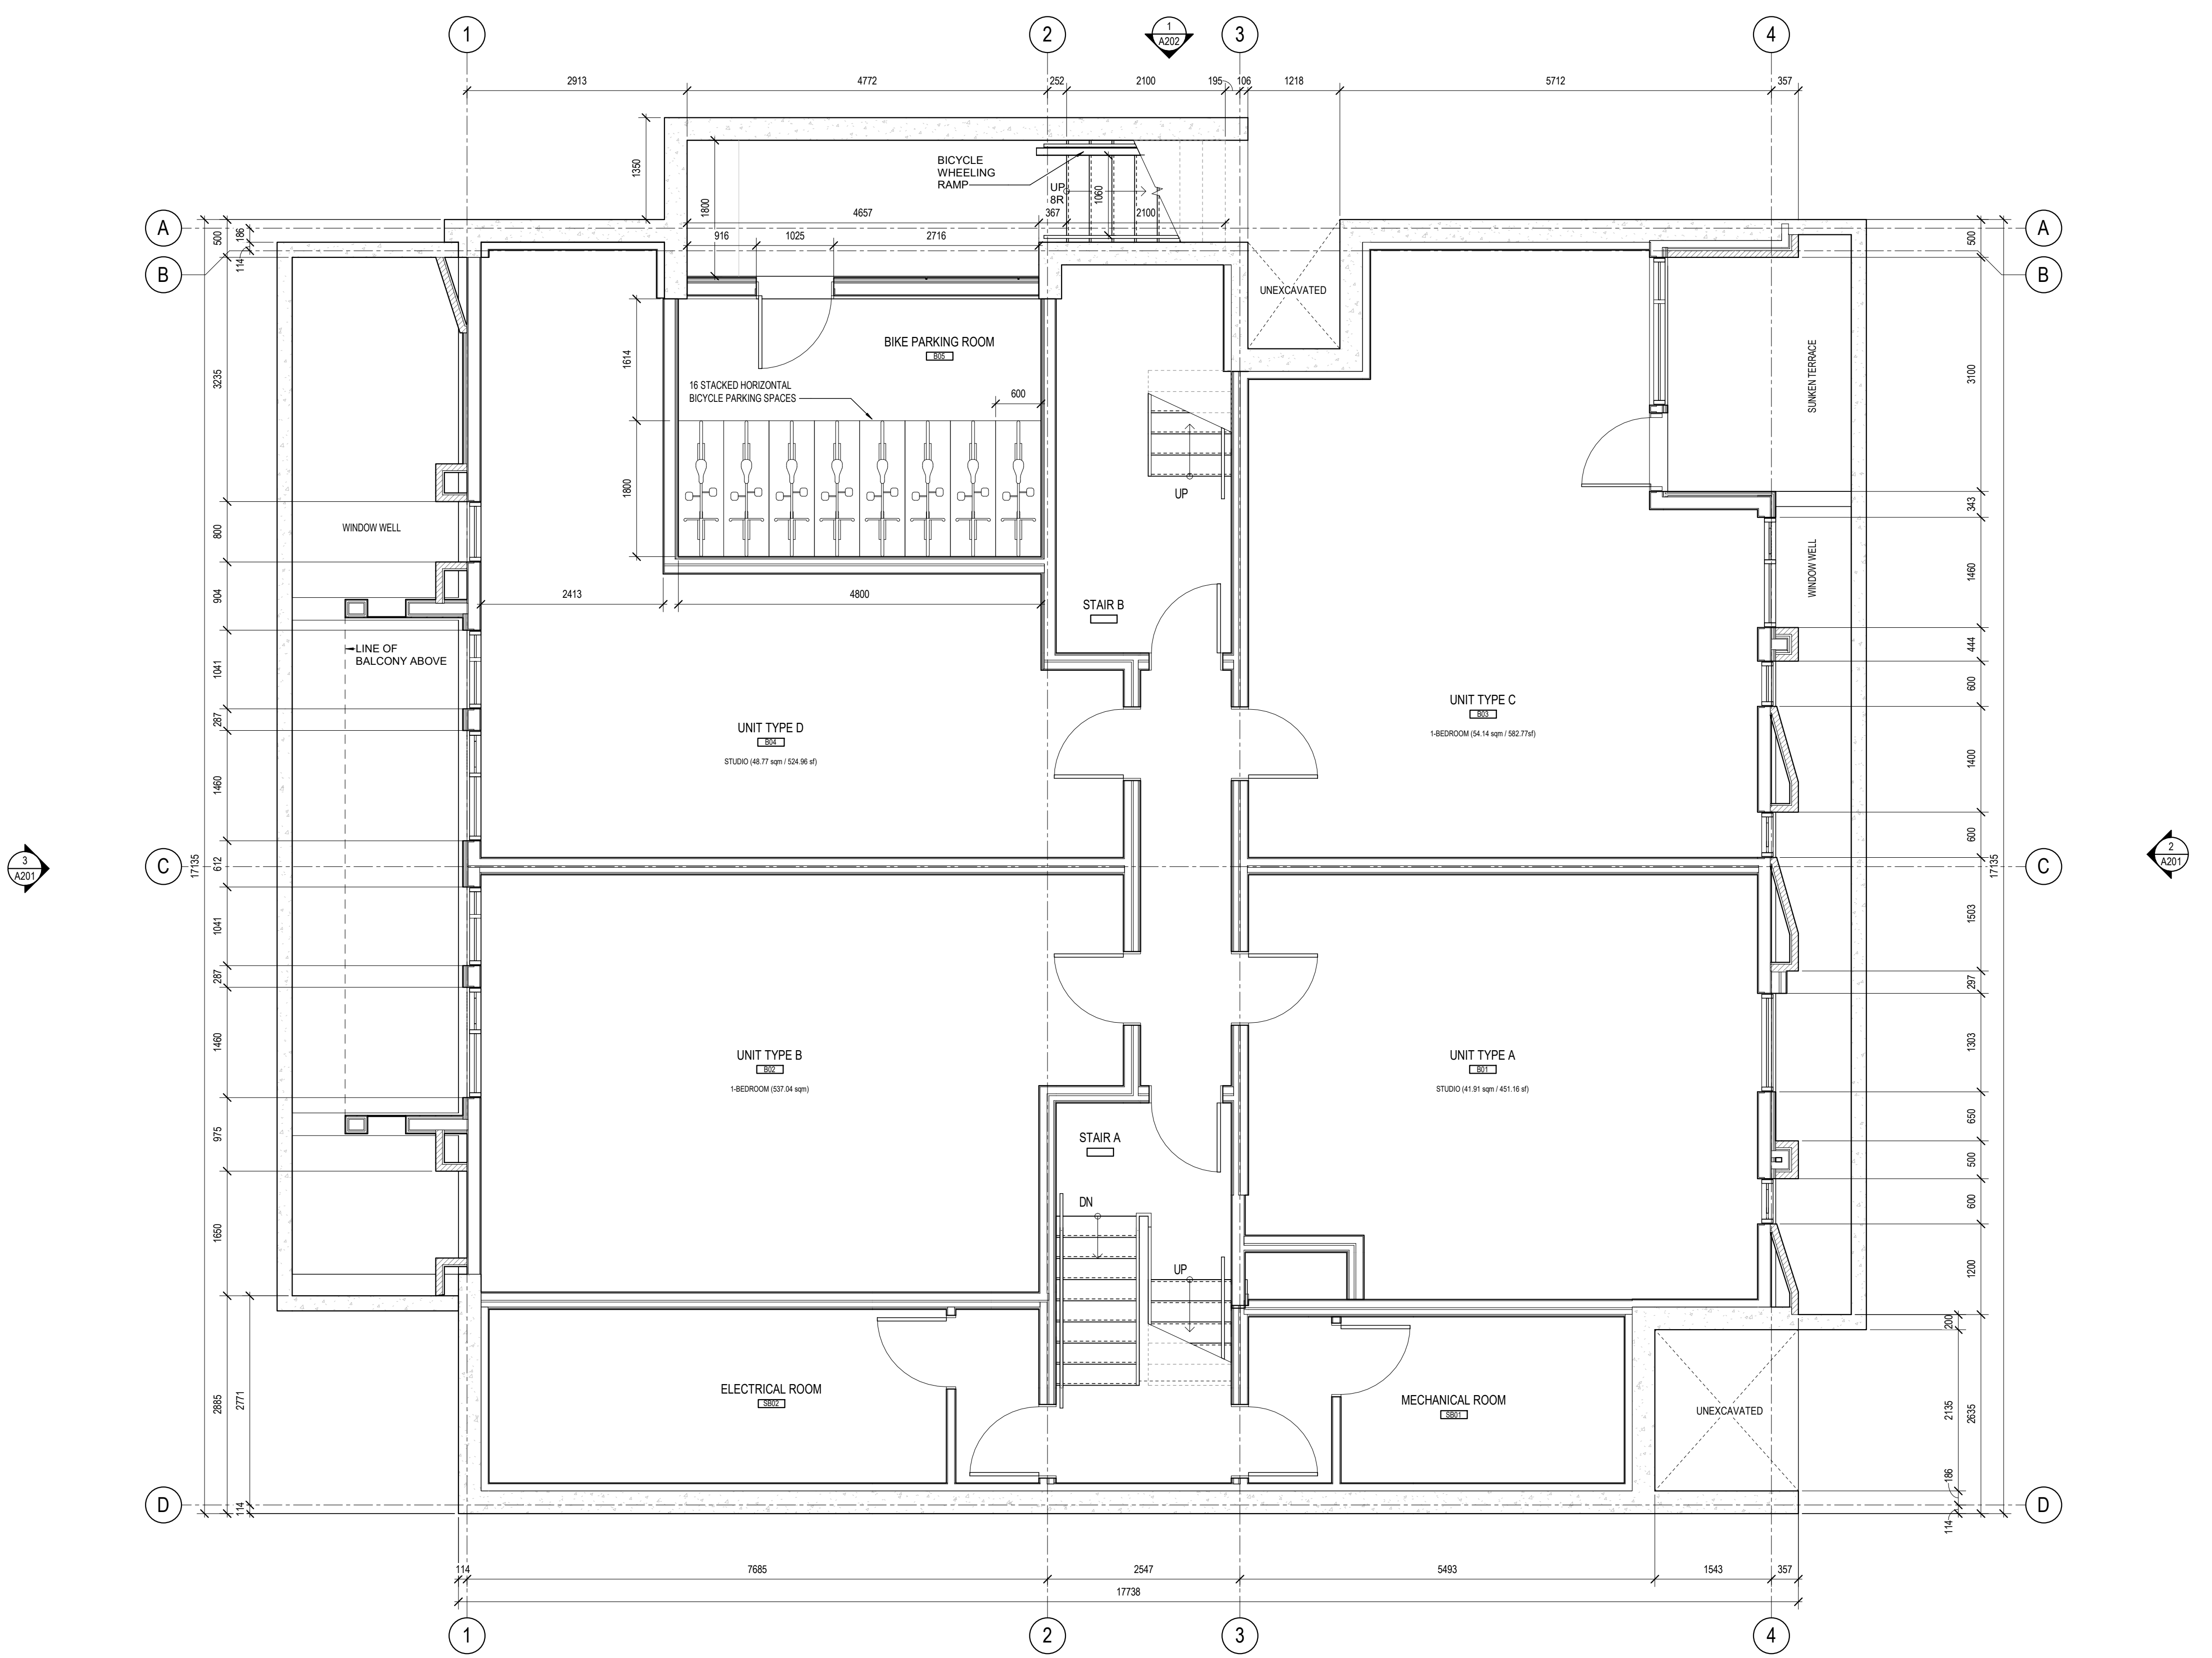 1
2
1
A202
3
4
2913
4772
252
2100
195
106
1218
5712
357
1350
1800
BICYCLE
WHEELING
RAMP
UP
8R
1060
4657
367
2100
916
1025
2716
A
A
B
B
500
186
114
500
UNEXCAVATED
BIKE PARKING ROOM
B05
16 STACKED HORIZONTAL
BICYCLE PARKING SPACES
600
1614
1800
3235
3100
SUNKEN TERRACE
UP
WINDOW WELL
800
343
WINDOW WELL
1460
904
2413
4800
STAIR B
444
LINE OF
BALCONY ABOVE
1041
600
287
UNIT TYPE D
B04
STUDIO (48.77 sqm / 524.96 sf)
UNIT TYPE C
B03
1-BEDROOM (54.14 sqm / 582.77sf)
1400
1460
600
3
A201
C
17135
612
17135
C
2
A201
1041
1503
287
297
1460
1303
UNIT TYPE B
B02
1-BEDROOM (537.04 sqm)
UNIT TYPE A
B01
STUDIO (41.91 sqm / 451.16 sf)
975
650
STAIR A
500
DN
600
1650
UP
1200
200
2885
2771
ELECTRICAL ROOM
SB02
MECHANICAL ROOM
SB01
UNEXCAVATED
2135
2635
186
D
114
D
114
114
7685
2547
5493
1543
357
17738
1
2
3
4